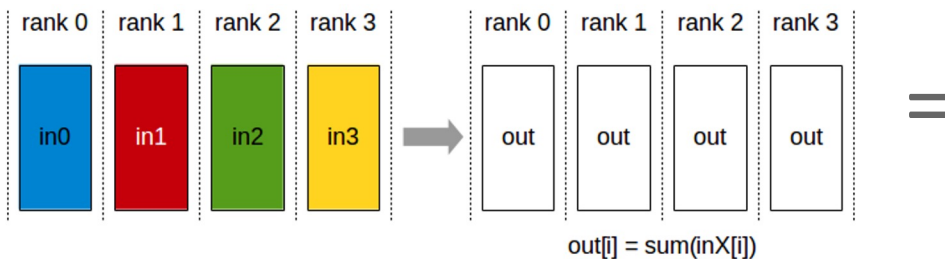 rank 0 rank 1 rank 2 rank 3 rank 0 rank 1 rank 2 rank 3
in0 in1 in2 in3 out out out out
out[i] = sum(inX[i])
=